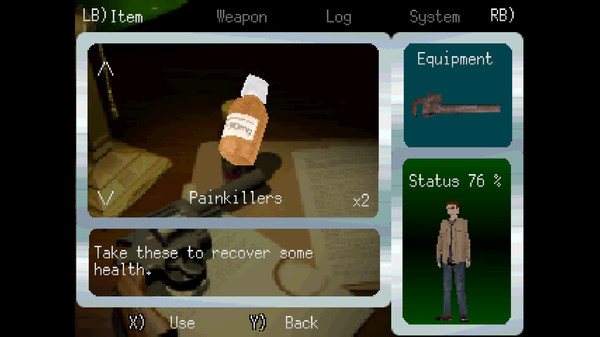 LB) Item Weapon Log System RB)
Equipment
Painkillers x2
Status 76 %
Take these to recover some
health.
X) Use Y) Back